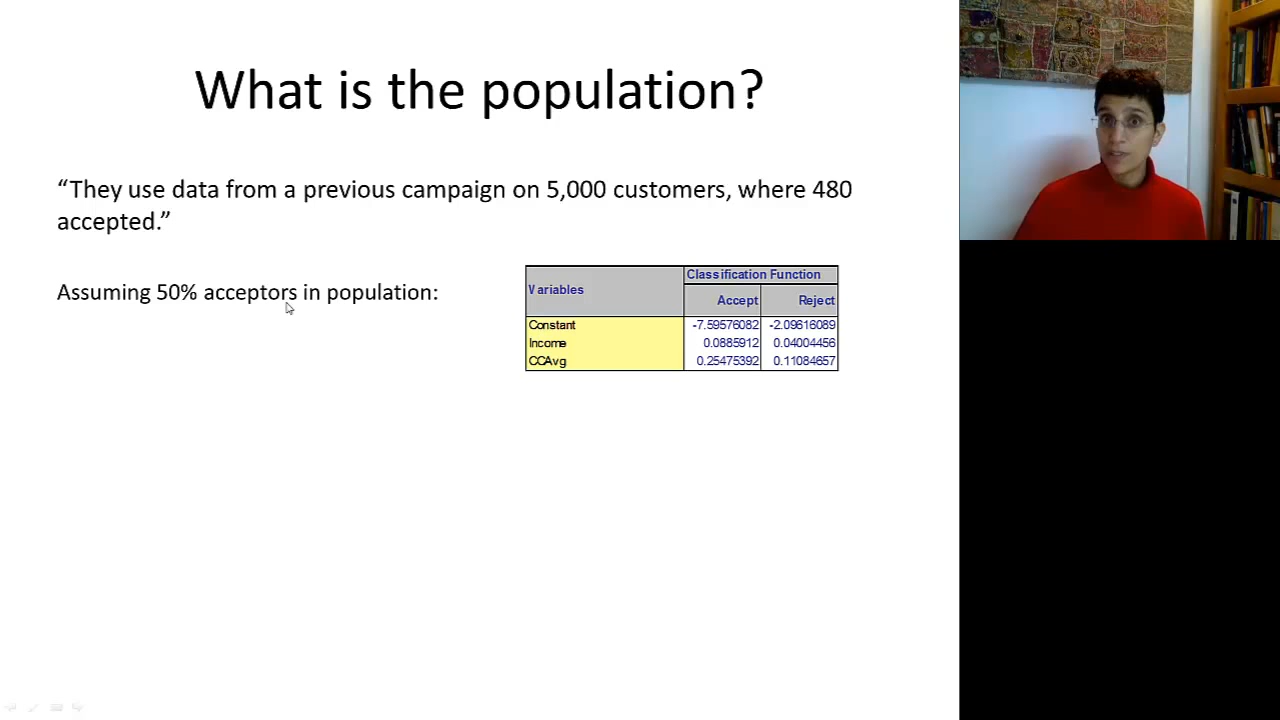 What is the population?
“They use data from a previous campaign on 5,000 customers, where 480
accepted.”
Assuming 50% acceptors in population:
Variables
Classification Function
Accept Reject
Constant -7.59576082 -2.09616089
Income 0.0885912 0.04004456
CCAvg 0.25475392 0.11084657